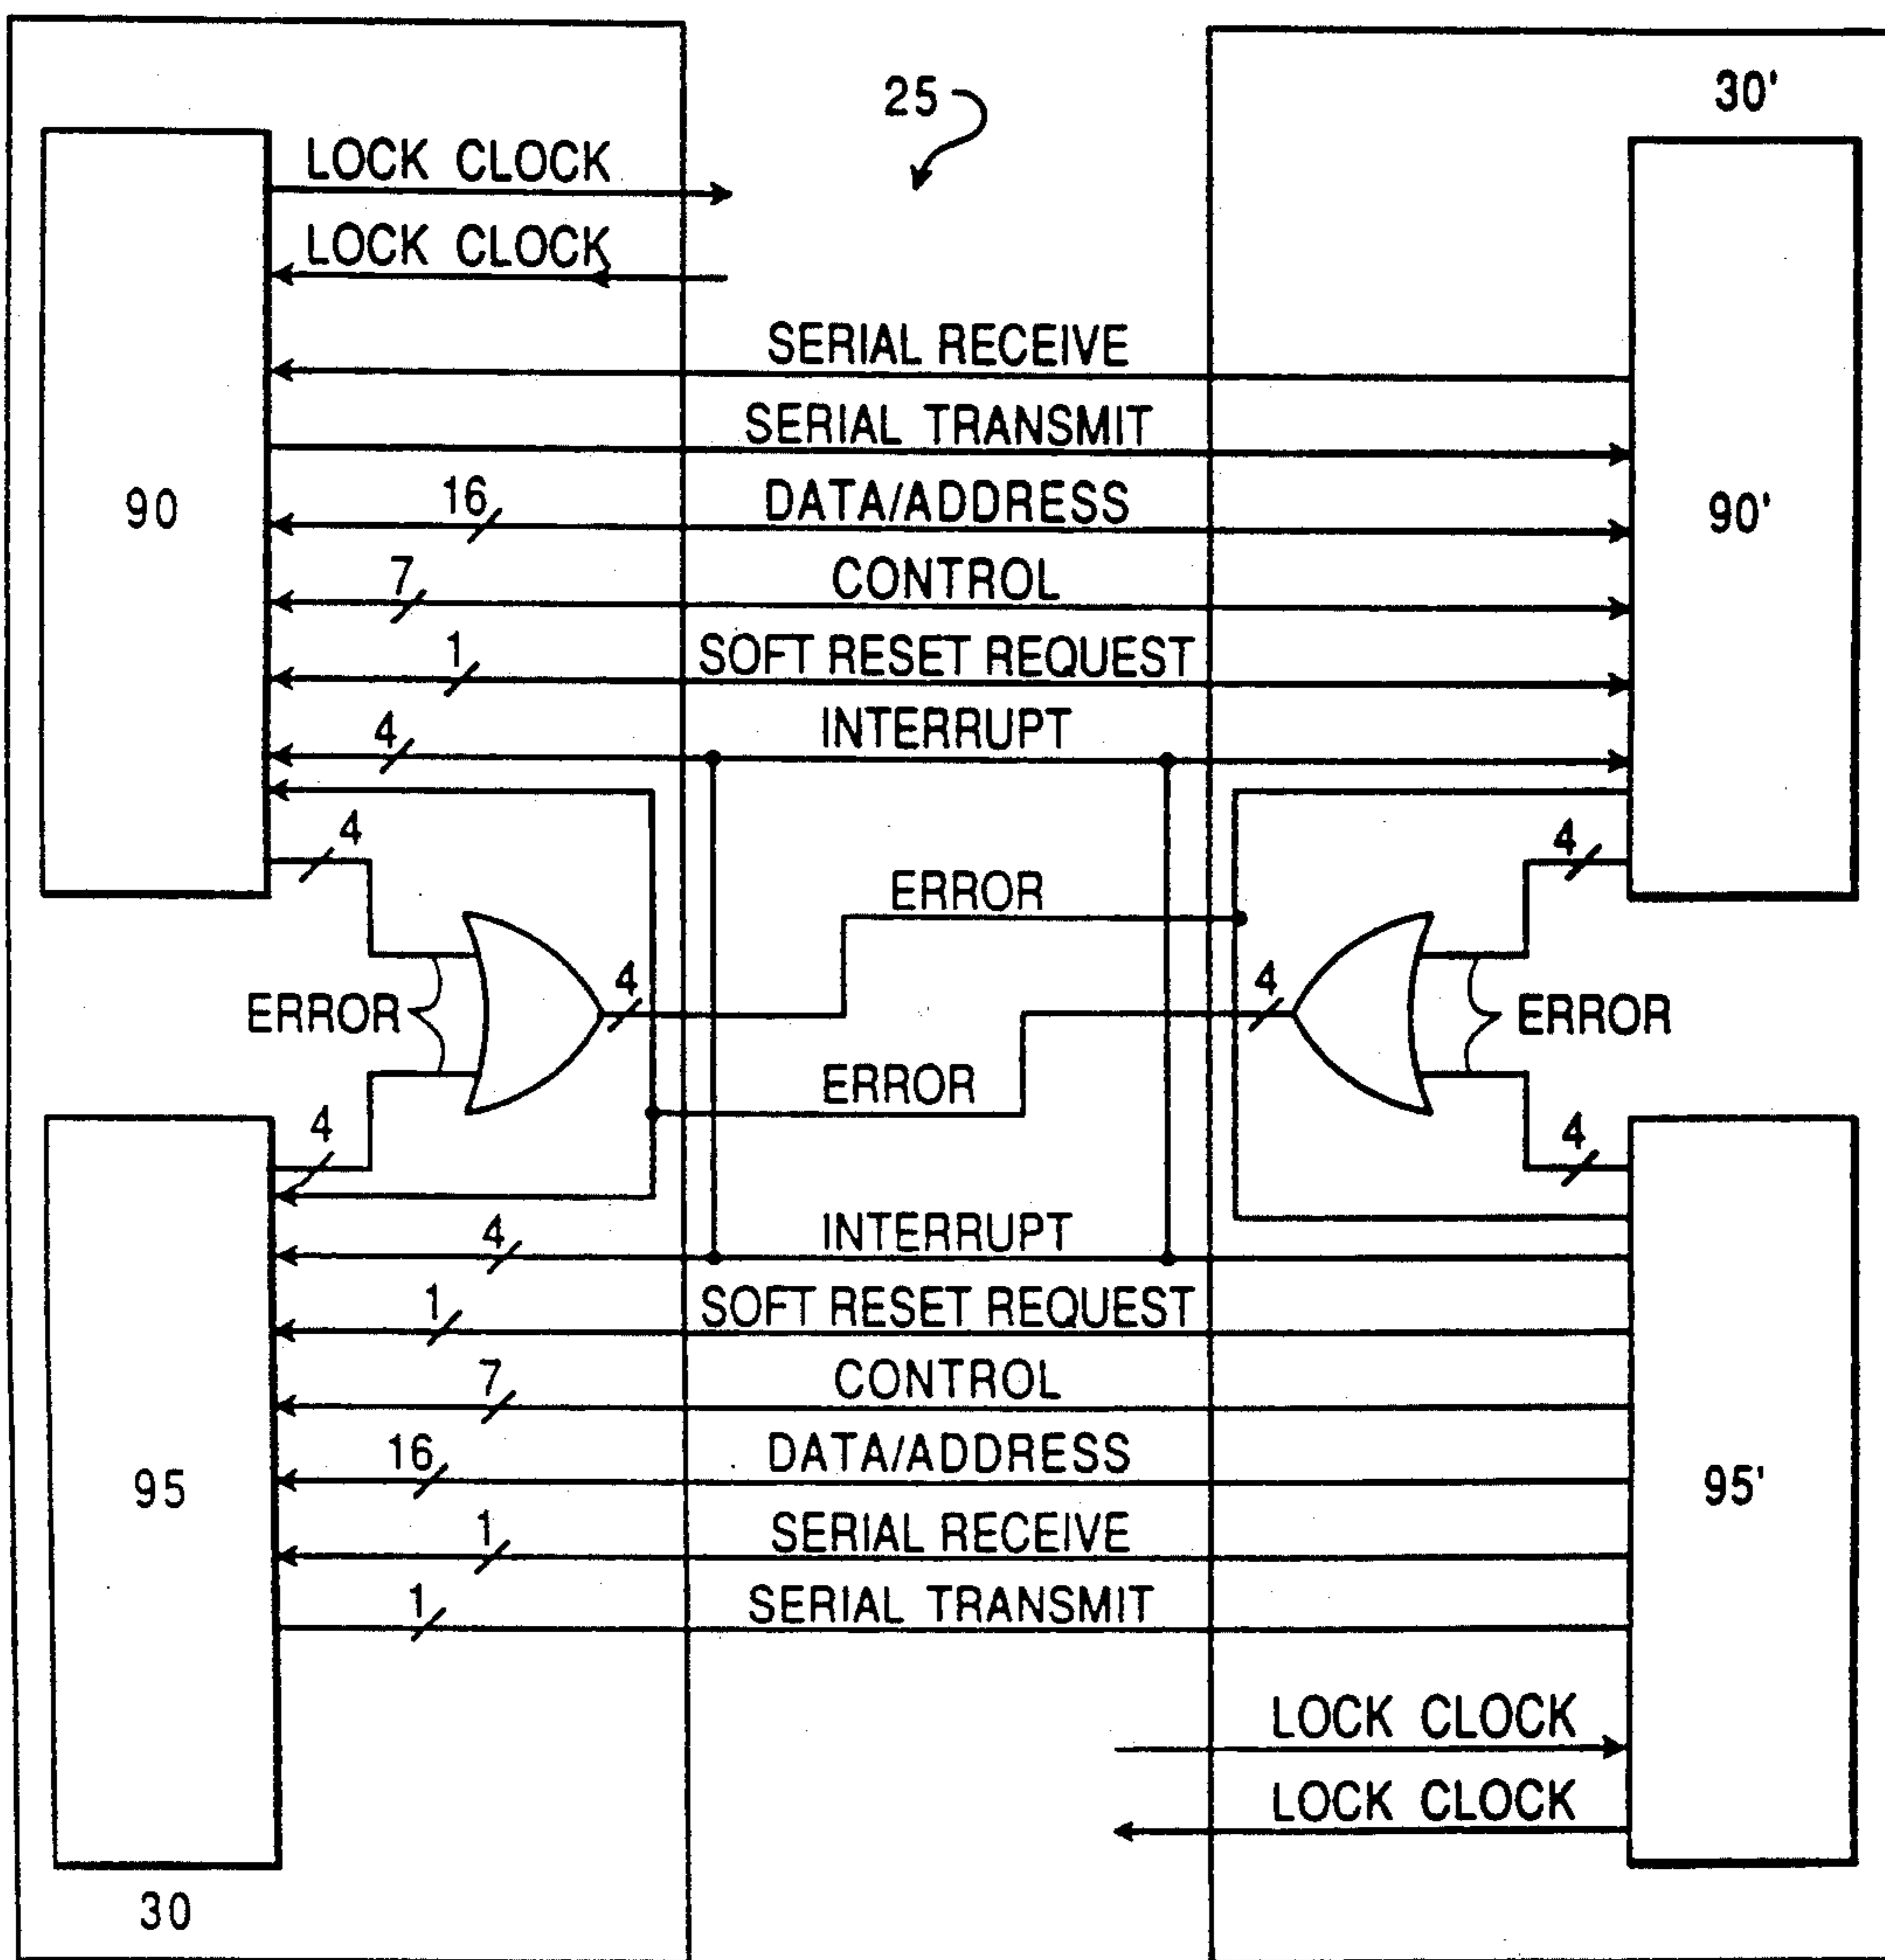 30'
25
LOCK CLOCK
LOCK CLOCK
SERIAL RECEIVE
SERIAL TRANSMIT
90
16
DATA/ADDRESS
90'
7
CONTROL
1
SOFT RESET REQUEST
4
INTERRUPT
4
4
ERROR
4
4
ERROR
ERROR
ERROR
4
4
4
INTERRUPT
1
SOFT RESET REQUEST
7
CONTROL
16
DATA/ADDRESS
95
95'
1
SERIAL RECEIVE
1
SERIAL TRANSMIT
LOCK CLOCK
LOCK CLOCK
30